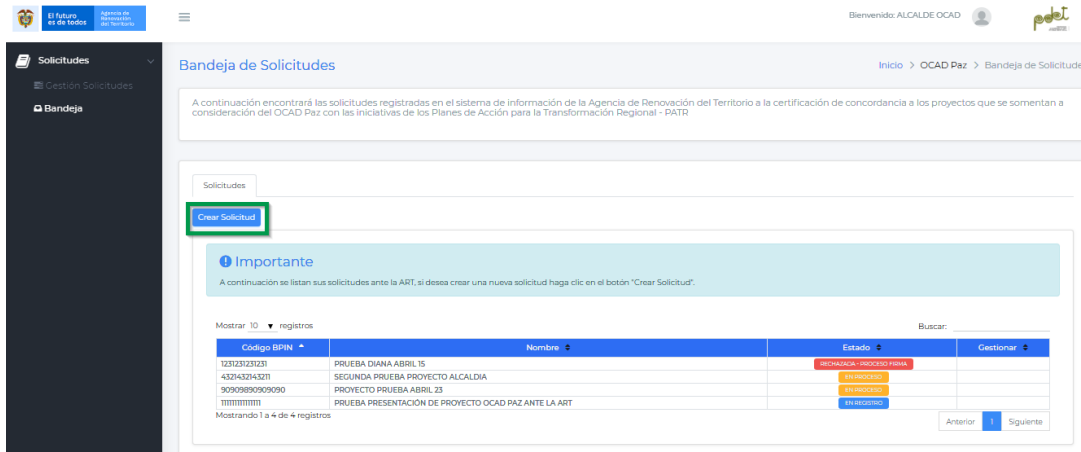 El futuro
es de todos
Agencia de
Renovación
del Territorio
Bienvenido: ALCALDE OCAD
pdet
Solicitudes
Gestión Solicitudes
Bandeja
Bandeja de Solicitudes
Inicio > OCAD Paz > Bandeja de Solicitude
A continuación encontrará las solicitudes registradas en el sistema de información de la Agencia de Renovación del Territorio a la certificación de concordancia a los proyectos que se somentan a
consideración del OCAD Paz con las iniciativas de los Planes de Acción para la Transformación Regional - PATR
Solicitudes
Crear Solicitud
Importante
A continuación se listan sus solicitudes ante la ART, si desea crear una nueva solicitud haga clic en el botón "Crear Solicitud".
Mostrar 10 registros
Buscar:
Código BPIN Nombre Estado Gestionar
1231231231231 PRUEBA DIANA ABRIL 15 RECHAZADA - PROCESO FIRMA
4321432143211 SEGUNDA PRUEBA PROYECTO ALCALDIA EN PROCESO
90909890909090 PROYECTO PRUEBA ABRIL 23 EN PROCESO
PRUEBA PRESENTACIÓN DE PROYECTO OCAD PAZ ANTE LA ART EN REGISTRO
Mostrando 1 a 4 de 4 registros
Anterior 1 Siguiente